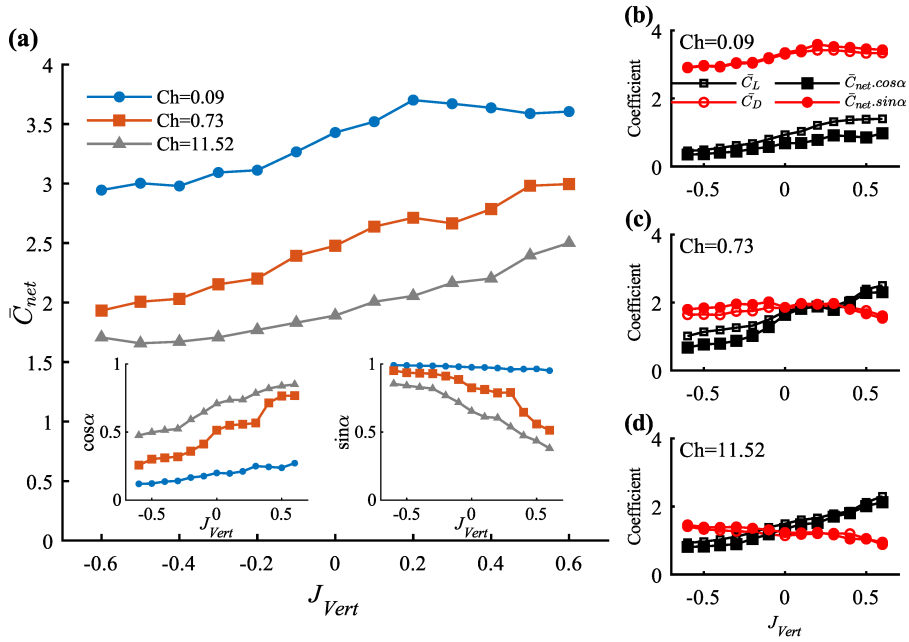 (a)
4
3.5
3
2.5
2
1.5
1
0.5
0
C̄net
Ch=0.09
Ch=0.73
Ch=11.52
-0.6 -0.4 -0.2 0 0.2 0.4 0.6
JVert
1
0.5
0
cosα
-0.5 0 0.5
JVert
1
0.5
0
sinα
-0.5 0 0.5
JVert
(b)
Ch=0.09
4
2
0
Coefficient
C̄L C̄net.cosα
C̄D C̄net.sinα
-0.5 0 0.5
(c)
Ch=0.73
4
2
0
Coefficient
-0.5 0 0.5
(d)
Ch=11.52
4
2
0
Coefficient
-0.5 0 0.5
JVert